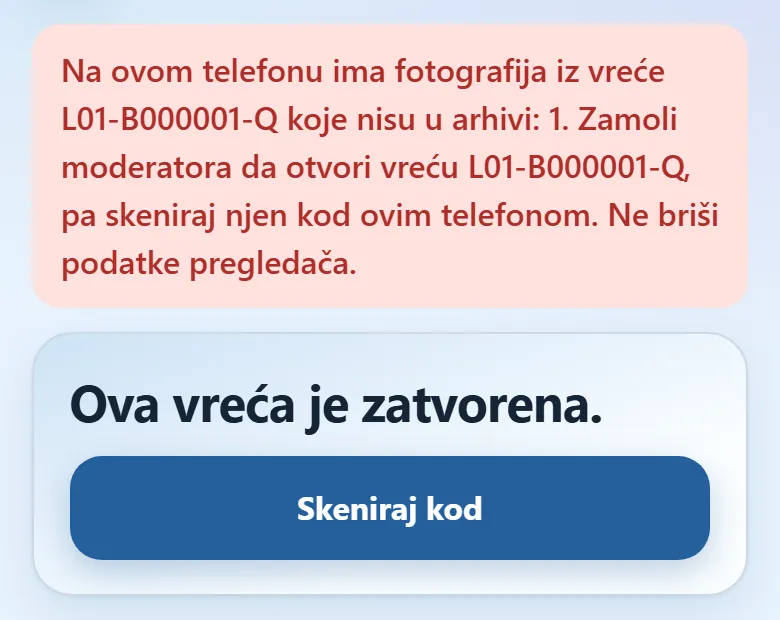 Na ovom telefonu ima fotografija iz vreće
L01-B000001-Q koje nisu u arhivi: 1. Zamoli
moderatora da otvori vreću L01-B000001-Q,
pa skeniraj njen kod ovim telefonom. Ne briši
podatke pregledača.
Ova vreća je zatvorena.
Skeniraj kod